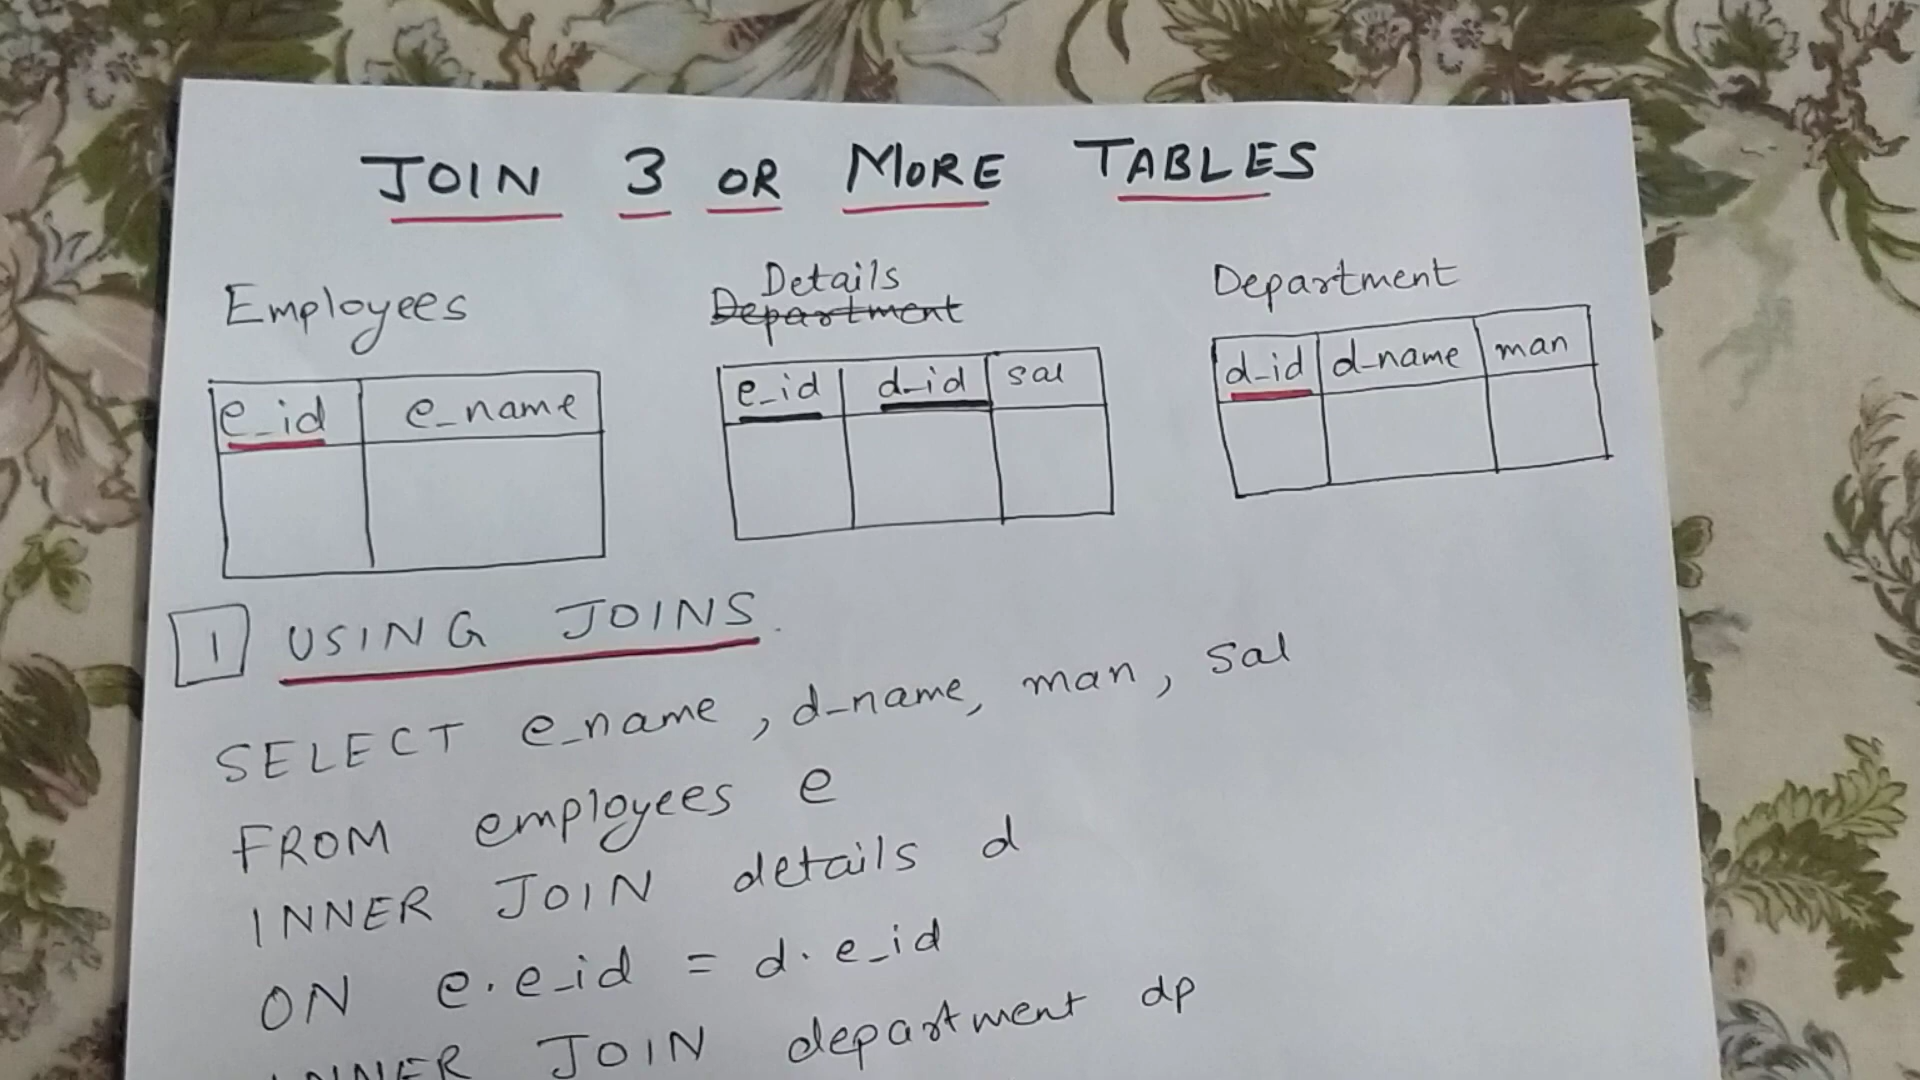 JOIN 3 OR MORE TABLES
Employees
e_id e_name
Details
Department
e_id d_id sal
Department
d_id d_name man
1 USING JOINS.
SELECT e_name, d_name, man, sal
FROM employees e
INNER JOIN details d
ON e.e_id = d.e_id
INNER JOIN department dp